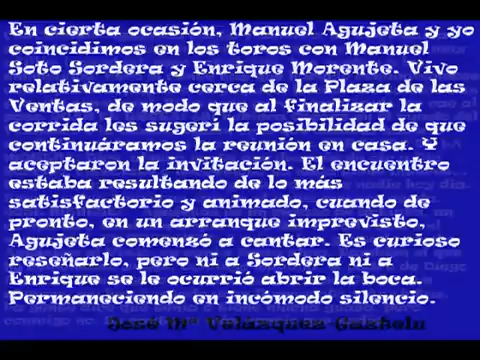 En cierta ocasión, Manuel Agujeta y yo
coincidimos en los toros con Manuel
Soto Sordera y Enrique Morente. Vivo
relativamente cerca de la Plaza de las
Ventas, de modo que al finalizar la
corrida les sugerí la posibilidad de que
continuáramos la reunión en casa. Y
aceptaron la invitación. El encuentro
estaba resultando de lo más
satisfactorio y animado, cuando de
pronto, en un arranque imprevisto,
Agujeta comenzó a cantar. Es curioso
reseñarlo, pero ni a Sordera ni a
Enrique se le ocurrió abrir la boca.
Permaneciendo en incómodo silencio.
José Mª Velázquez-Gaztelu